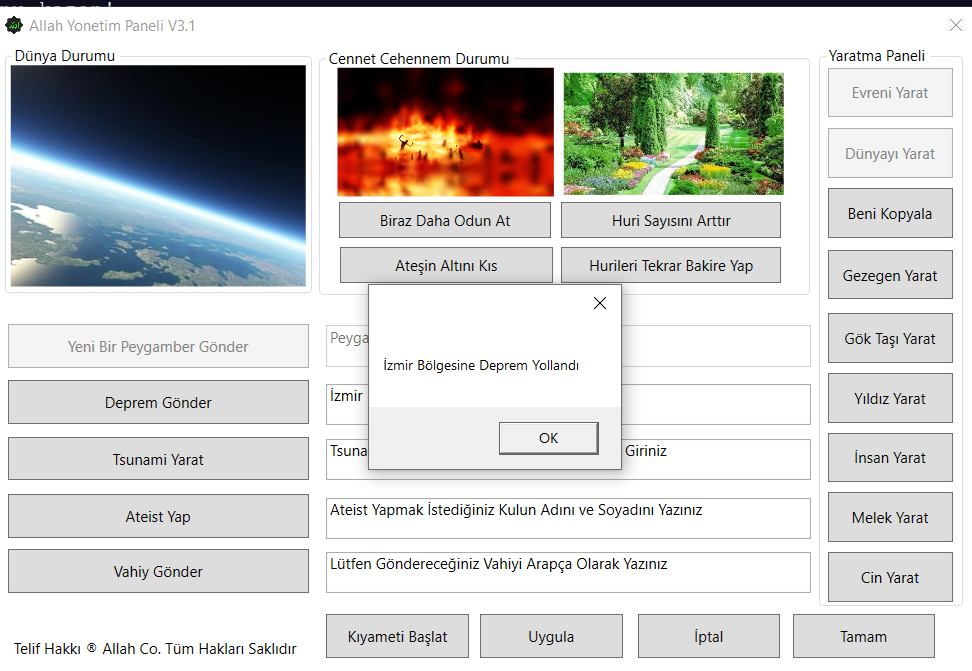 Allah Yonetim Paneli V3.1
Dünya Durumu
Cennet Cehennem Durumu
Biraz Daha Odun At
Huri Sayısını Arttır
Ateşin Altını Kıs
Hurileri Tekrar Bakire Yap
Yaratma Paneli
Evreni Yarat
Dünyayı Yarat
Beni Kopyala
Gezegen Yarat
Gök Taşı Yarat
Yıldız Yarat
İnsan Yarat
Melek Yarat
Cin Yarat
İzmir Bölgesine Deprem Yollandı
OK
Yeni Bir Peygamber Gönder
Peyga
Deprem Gönder
İzmir
Tsunami Yarat
Tsuna Giriniz
Ateist Yap
Ateist Yapmak İstediğiniz Kulun Adını ve Soyadını Yazınız
Vahiy Gönder
Lütfen Göndereceğiniz Vahiyi Arapça Olarak Yazınız
Telif Hakkı ® Allah Co. Tüm Hakları Saklıdır
Kıyameti Başlat
Uygula
İptal
Tamam